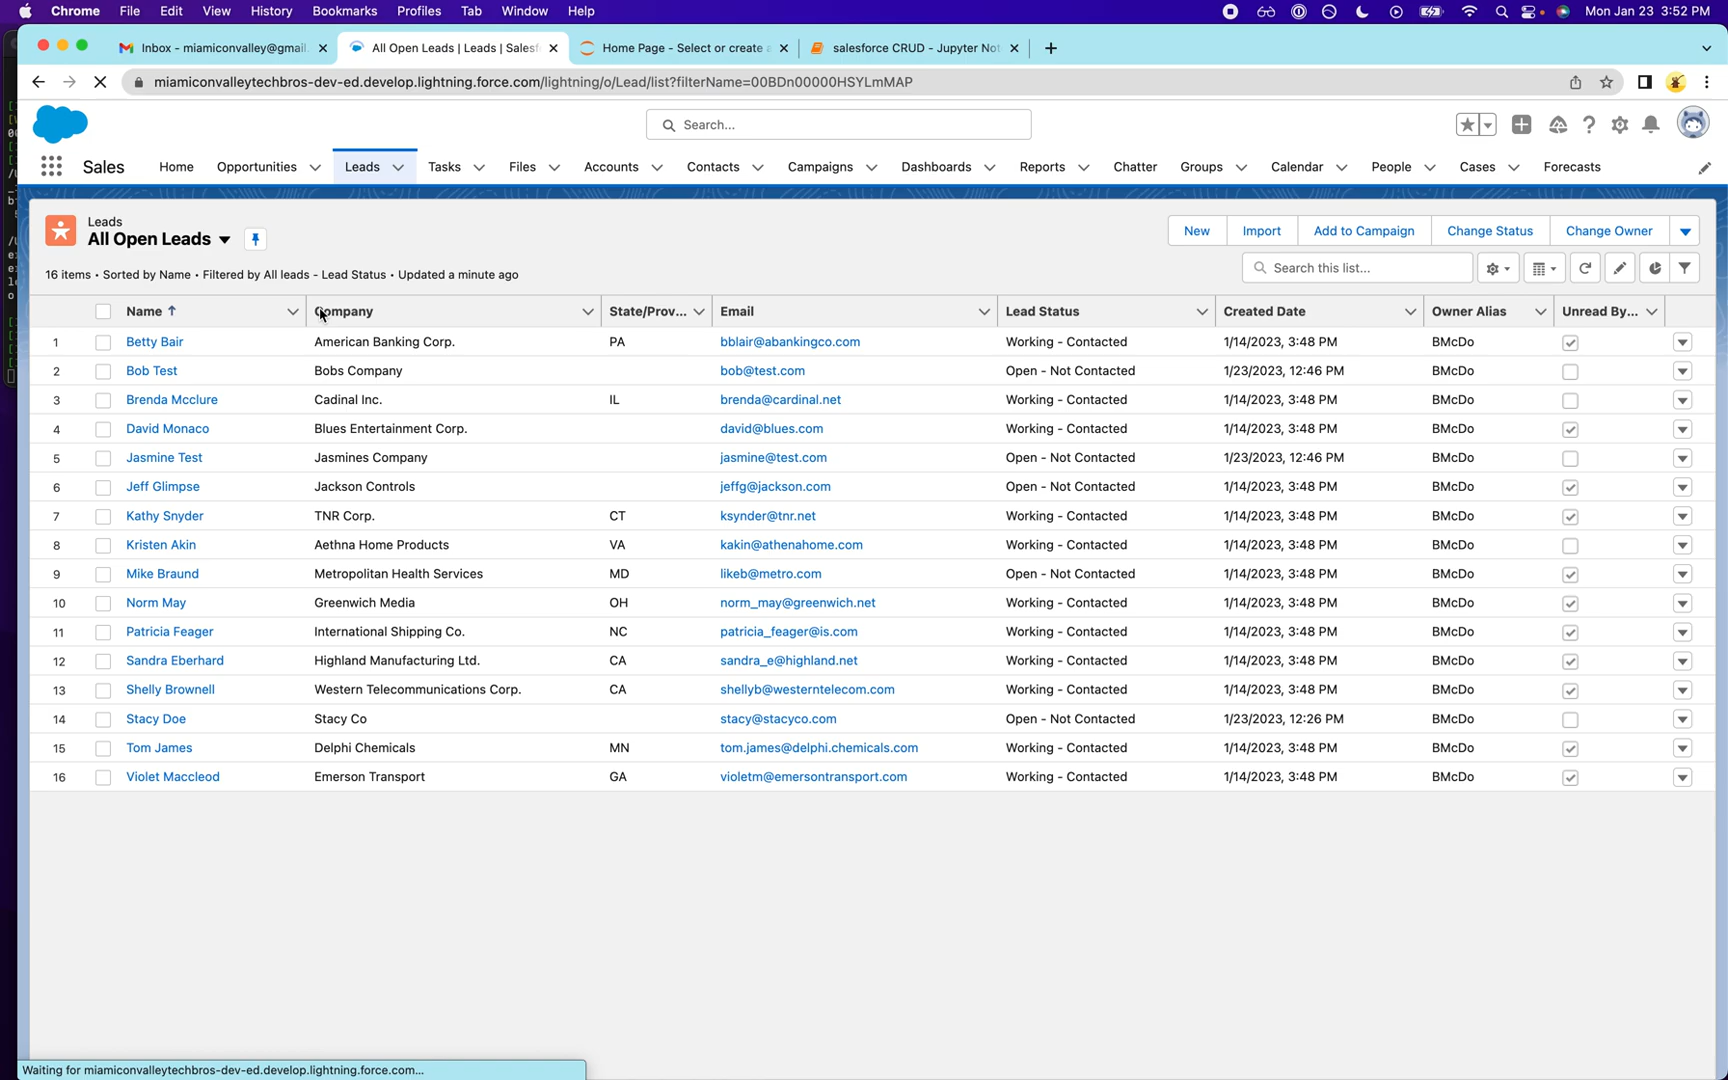 Chrome File Edit View History Bookmarks Profiles Tab Window Help Mon Jan 23 3:52 PM
Inbox - miamiconvalley@gmail. All Open Leads | Leads | Salesf Home Page - Select or create a salesforce CRUD - Jupyter Not
miamiconvalleytechbros-dev-ed.develop.lightning.force.com/lightning/o/Lead/list?filterName=00BDn00000HSYLmMAP
Search...
Sales Home Opportunities Leads Tasks Files Accounts Contacts Campaigns Dashboards Reports Chatter Groups Calendar People Cases Forecasts
Leads
All Open Leads
New Import Add to Campaign Change Status Change Owner
16 items • Sorted by Name • Filtered by All leads - Lead Status • Updated a minute ago
Search this list...
Name Company State/Prov... Email Lead Status Created Date Owner Alias Unread By...
1 Betty Bair American Banking Corp. PA bblair@abankingco.com Working - Contacted 1/14/2023, 3:48 PM BMcDo
2 Bob Test Bobs Company bob@test.com Open - Not Contacted 1/23/2023, 12:46 PM BMcDo
3 Brenda Mcclure Cadinal Inc. IL brenda@cardinal.net Working - Contacted 1/14/2023, 3:48 PM BMcDo
4 David Monaco Blues Entertainment Corp. david@blues.com Working - Contacted 1/14/2023, 3:48 PM BMcDo
5 Jasmine Test Jasmines Company jasmine@test.com Open - Not Contacted 1/23/2023, 12:46 PM BMcDo
6 Jeff Glimpse Jackson Controls jeffg@jackson.com Open - Not Contacted 1/14/2023, 3:48 PM BMcDo
7 Kathy Snyder TNR Corp. CT ksynder@tnr.net Working - Contacted 1/14/2023, 3:48 PM BMcDo
8 Kristen Akin Aethna Home Products VA kakin@athenahome.com Working - Contacted 1/14/2023, 3:48 PM BMcDo
9 Mike Braund Metropolitan Health Services MD likeb@metro.com Open - Not Contacted 1/14/2023, 3:48 PM BMcDo
10 Norm May Greenwich Media OH norm_may@greenwich.net Working - Contacted 1/14/2023, 3:48 PM BMcDo
11 Patricia Feager International Shipping Co. NC patricia_feager@is.com Working - Contacted 1/14/2023, 3:48 PM BMcDo
12 Sandra Eberhard Highland Manufacturing Ltd. CA sandra_e@highland.net Working - Contacted 1/14/2023, 3:48 PM BMcDo
13 Shelly Brownell Western Telecommunications Corp. CA shellyb@westerntelecom.com Working - Contacted 1/14/2023, 3:48 PM BMcDo
14 Stacy Doe Stacy Co stacy@stacyco.com Open - Not Contacted 1/23/2023, 12:26 PM BMcDo
15 Tom James Delphi Chemicals MN tom.james@delphi.chemicals.com Working - Contacted 1/14/2023, 3:48 PM BMcDo
16 Violet Maccleod Emerson Transport GA violetm@emersontransport.com Working - Contacted 1/14/2023, 3:48 PM BMcDo
Waiting for miamiconvalleytechbros-dev-ed.develop.lightning.force.com...